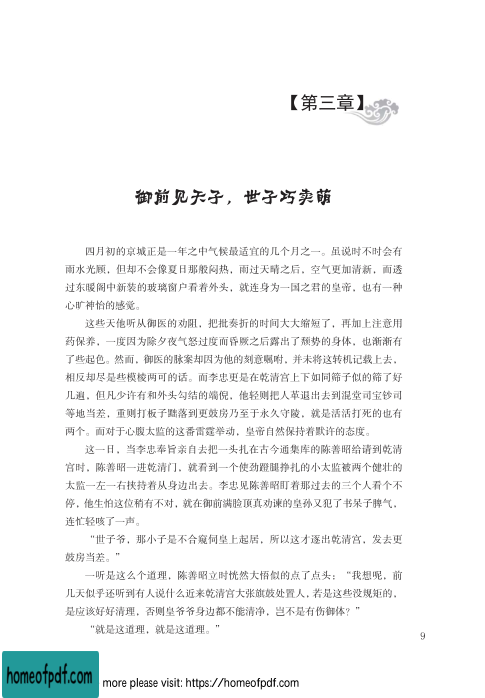 【第三章】
御前见天子，世子巧卖萌
四月初的京城正是一年之中气候最适宜的几个月之一。虽说时不时会有
雨水光顾，但却不会像夏日那般闷热，雨过天晴之后，空气更加清新，而透
过东暖阁中新装的玻璃窗户看着外头，就连身为一国之君的皇帝，也有一种
心旷神怡的感觉。
这些天他听从御医的劝阻，把批奏折的时间大大缩短了，再加上注意用
药保养，一度因为除夕夜气怒过度而昏厥之后露出了颓势的身体，也渐渐有
了些起色。然而，御医的脉案却因为他的刻意嘱咐，并未将这转机记载上去，
相反却尽是些模棱两可的话。而李忠更是在乾清宫上下如同筛子似的筛了好
几遍，但凡少许有和外头勾结的端倪，他轻则把人革退出去到混堂司宝钞司
等地当差，重则打板子黜落到更鼓房乃至于永久守陵，就是活活打死的也有
两个。而对于心腹太监的这番雷霆举动，皇帝自然保持着默许的态度。
这一日，当李忠奉旨亲自去把一头扎在古今通集库的陈善昭给请到乾清
宫时，陈善昭一进乾清门，就看到一个使劲蹬腿挣扎的小太监被两个健壮的
太监一左一右挟持着从身边出去。李忠见陈善昭盯着那过去的三个人看个不
停，他生怕这位稍有不对，就在御前满脸顶真劝谏的皇孙又犯了书呆子脾气，
连忙轻咳了一声。
“世子爷，那小子是不合窥伺皇上起居，所以这才逐出乾清宫，发去更
鼓房当差。”
一听是这么个道理，陈善昭立时恍然大悟似的点了点头：“我想呢，前
几天似乎还听到有人说什么近来乾清宫大张旗鼓处置人，若是这些没规矩的，
是应该好好清理，否则皇爷爷身边都不能清净，岂不是有伤御体？”
“就是这道理，就是这道理。”
9
homeofpdf.com
more please visit: https://homeofpdf.com